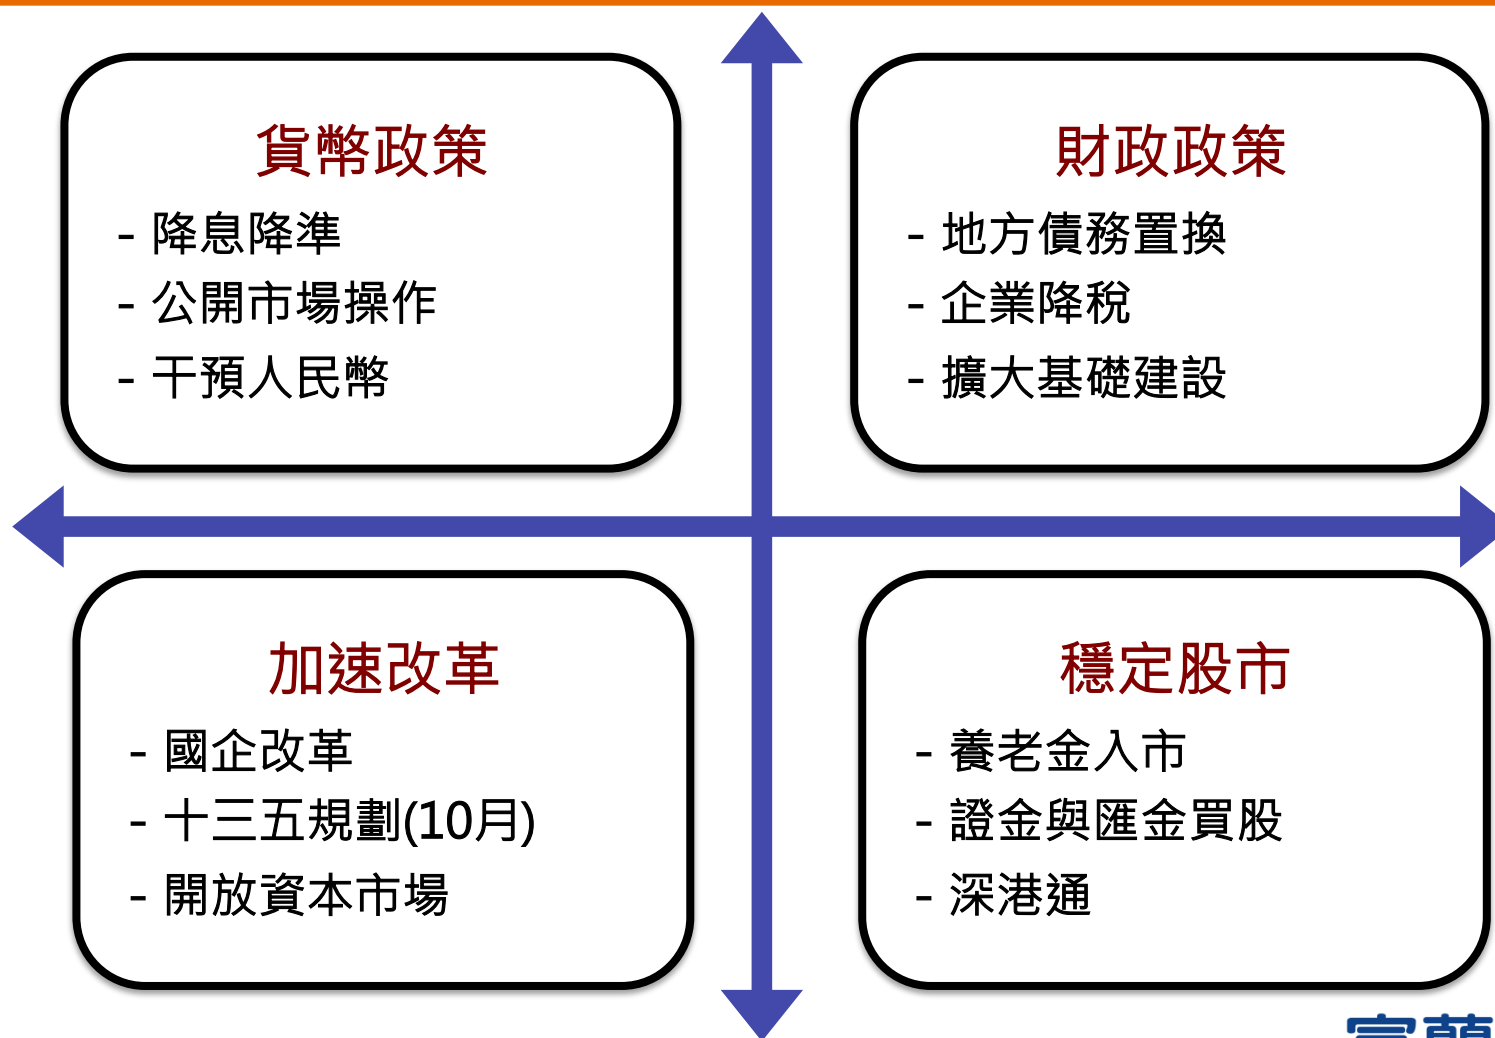 貨幣政策
- 降息降準
- 公開市場操作
- 干預人民幣
財政政策
- 地方債務置換
- 企業降稅
- 擴大基礎建設
加速改革
- 國企改革
- 十三五規劃(10月)
- 開放資本市場
穩定股市
- 養老金入市
- 證金與匯金買股
- 深港通